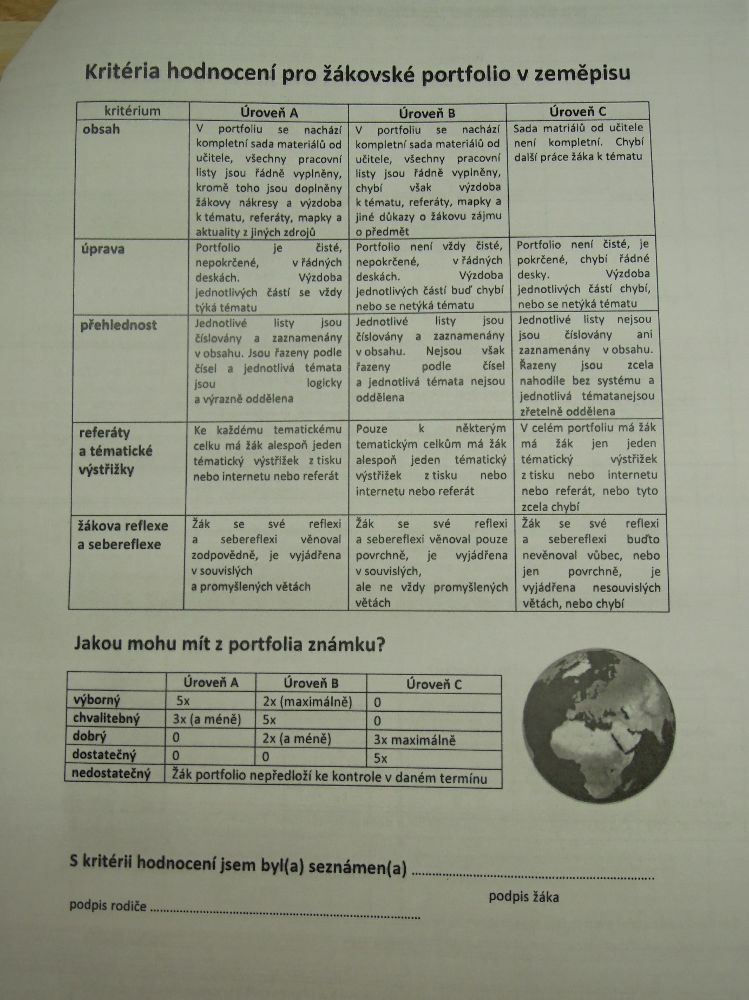 Kritéria hodnocení pro žákovské portfolio v zeměpisu
kritérium
Úroveň A
Úroveň B
Úroveň C
obsah
V portfoliu se nachází
kompletní sada materiálů od
učitele, všechny pracovní
listy jsou řádně vyplněny,
kromě toho jsou doplněny
žákovy nákresy a výzdoba
k tématu, referáty, mapky a
aktuality z jiných zdrojů
V portfoliu se nachází
kompletní sada materiálů od
učitele, všechny pracovní
listy jsou řádně vyplněny,
chybí však výzdoba
k tématu, referáty, mapky a
jiné důkazy o žákovu zájmu
o předmět
Sada matriálů od učitele
není kompletní. Chybí
další práce žáka k tématu
úprava
Portfolio je čisté,
nepokrčené, v řádných
deskách. Výzdoba
jednotlivých částí se vždy
týká tématu
Portfolio není vždy čisté,
nepokrčené, v řádných
deskách. Výzdoba
jednotlivých částí buď chybí
nebo se netýká tématu
Portfolio není čisté, je
pokrčené, chybí řádné
desky. Výzdoba
jednotlivých částí chybí,
nebo se netýká tématu
přehlednost
Jednotlivé listy jsou
číslovány a zaznamenány
v obsahu. Jsou řazeny podle
čísel a jednotlivá témata
jsou logicky
a výrazně oddělena
Jednotlivé listy jsou
číslovány a zaznamenány
v obsahu. Nejsou však
řazeny podle čísel
a jednotlivá témata nejsou
oddělena
Jednotlivé listy nejsou
jsou číslovány ani
zaznamenány v obsahu.
Řazeny jsou zcela
nahodile bez systému a
jednotlivá tématanejsou
zřetelně oddělena
referáty
a tématické
výstřižky
Ke každému tematickému
celku má žák alespoň jeden
tématický výstřižek z tisku
nebo internetu nebo referát
Pouze k některým
tematickým celkům má žák
alespoň jeden tématický
výstřižek z tisku nebo
internetu nebo referát
V celém portfoliu má žák
má žák jen jeden
tématický výstřižek
z tisku nebo internetu
nebo referát, nebo tyto
zcela chybí
žákova reflexe
a sebereflexe
Žák se své reflexi
a sebereflexi věnoval
zodpovědně, je vyjádřena
v souvislých
a promyšlených větách
Žák se své reflexi
a sebereflexi věnoval pouze
povrchně, je vyjádřena
v souvislých,
ale ne vždy promyšlených
větách
Žák se své reflexi
a sebereflexi buďto
nevěnoval vůbec, nebo
jen povrchně, je
vyjádřena nesouvislých
větách, nebo chybí
Jakou mohu mít z portfolia známku?
Úroveň A
Úroveň B
Úroveň C
výborný
5x
2x (maximálně)
0
chvalitebný
3x (a méně)
5x
0
dobrý
0
2x (a méně)
3x maximálně
dostatečný
0
0
5x
nedostatečný
Žák portfolio nepředloží ke kontrole v daném termínu
S kritérii hodnocení jsem byl(a) seznámen(a) ..........................................................................
podpis žáka
podpis rodiče ..........................................................................